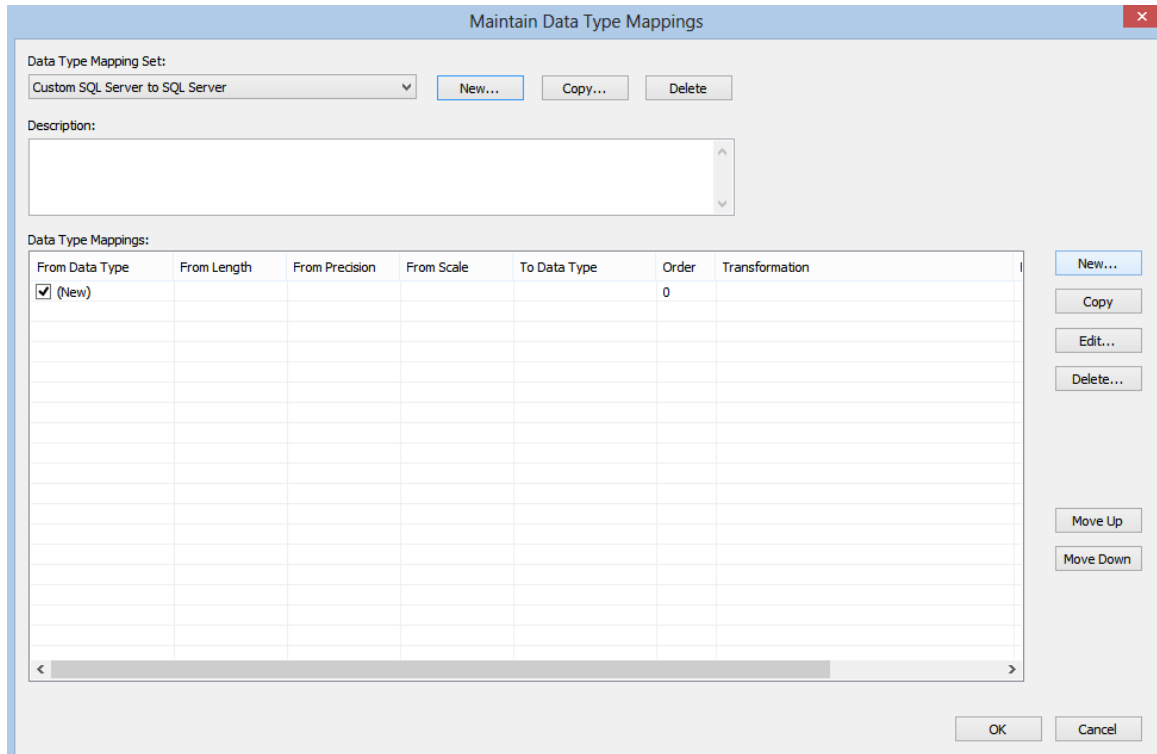 Maintain Data Type Mappings
Data Type Mapping Set:
Custom SQL Server to SQL Server New... Copy... Delete
Description:
Data Type Mappings:
From Data Type From Length From Precision From Scale To Data Type Order Transformation
(New) 0
New...
Copy
Edit...
Delete...
Move Up
Move Down
OK Cancel